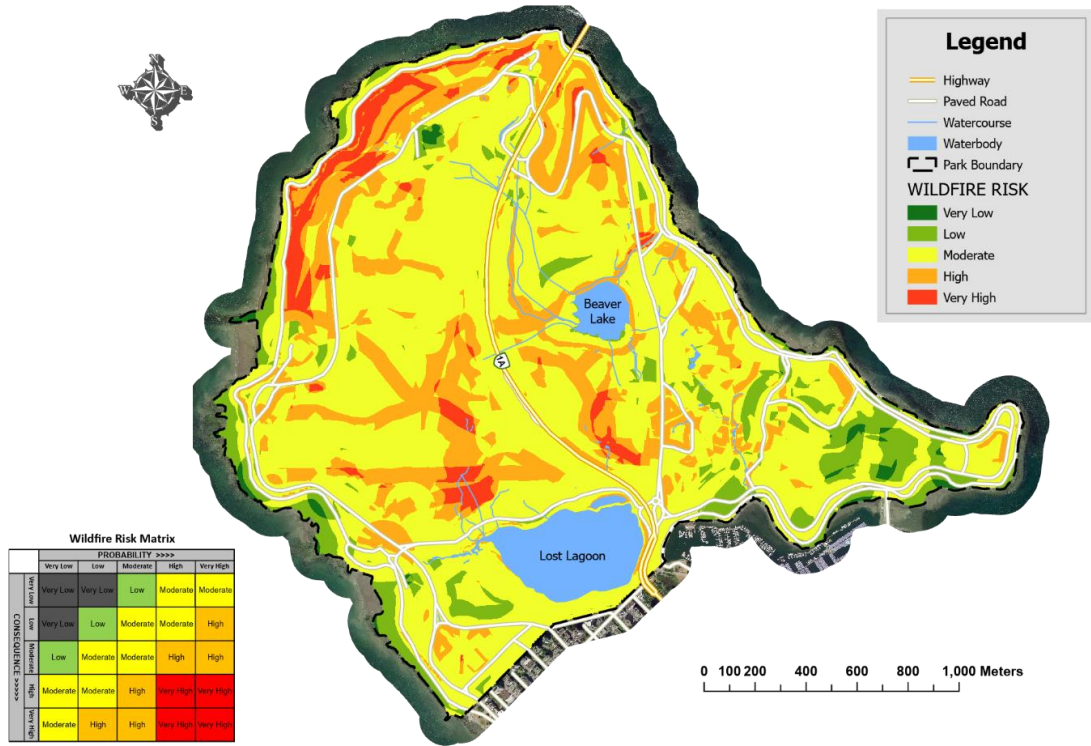 N
W
E
S
Legend
Highway
Paved Road
Watercourse
Waterbody
Park Boundary
WILDFIRE RISK
Very Low
Low
Moderate
High
Very High
Beaver
Lake
1A
Lost Lagoon
Wildfire Risk Matrix
PROBABILITY >>>>
Very Low Low Moderate High Very High
CONSEQUENCE >>>>>
Very Low Very Low Very Low Low Moderate Moderate
Low Very Low Low Moderate Moderate High
Moderate Low Moderate Moderate High High
High Moderate Moderate High Very High Very High
Very High Moderate High High Very High Very High
0 100 200 400 600 800 1,000 Meters